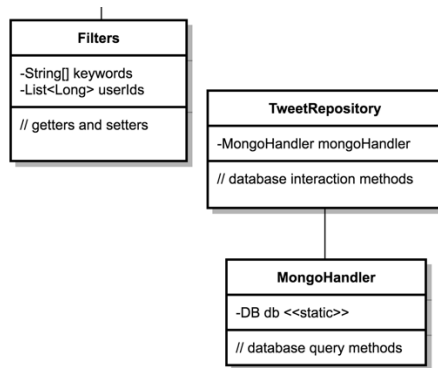 Filters
-String[] keywords
-List<Long> userIds
// getters and setters
TweetRepository
-MongoHandler mongoHandler
// database interaction methods
MongoHandler
-DB db <<static>>
// database query methods